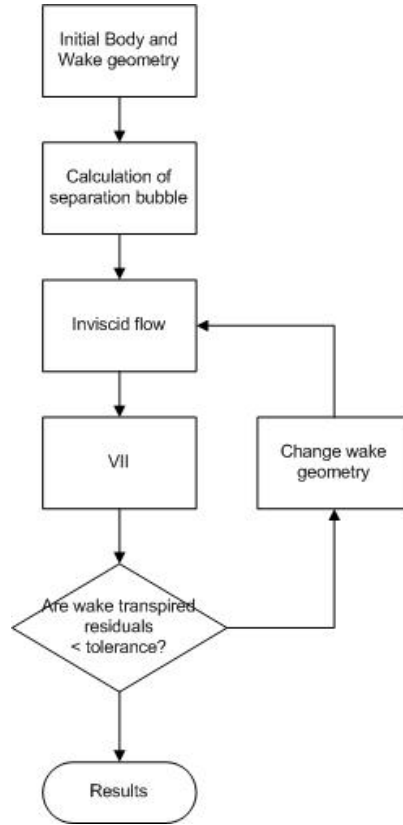 Initial Body and
Wake geometry
Calculation of
separation bubble
Inviscid flow
VII
Change wake
geometry
Are wake transpired
residuals
< tolerance?
Results